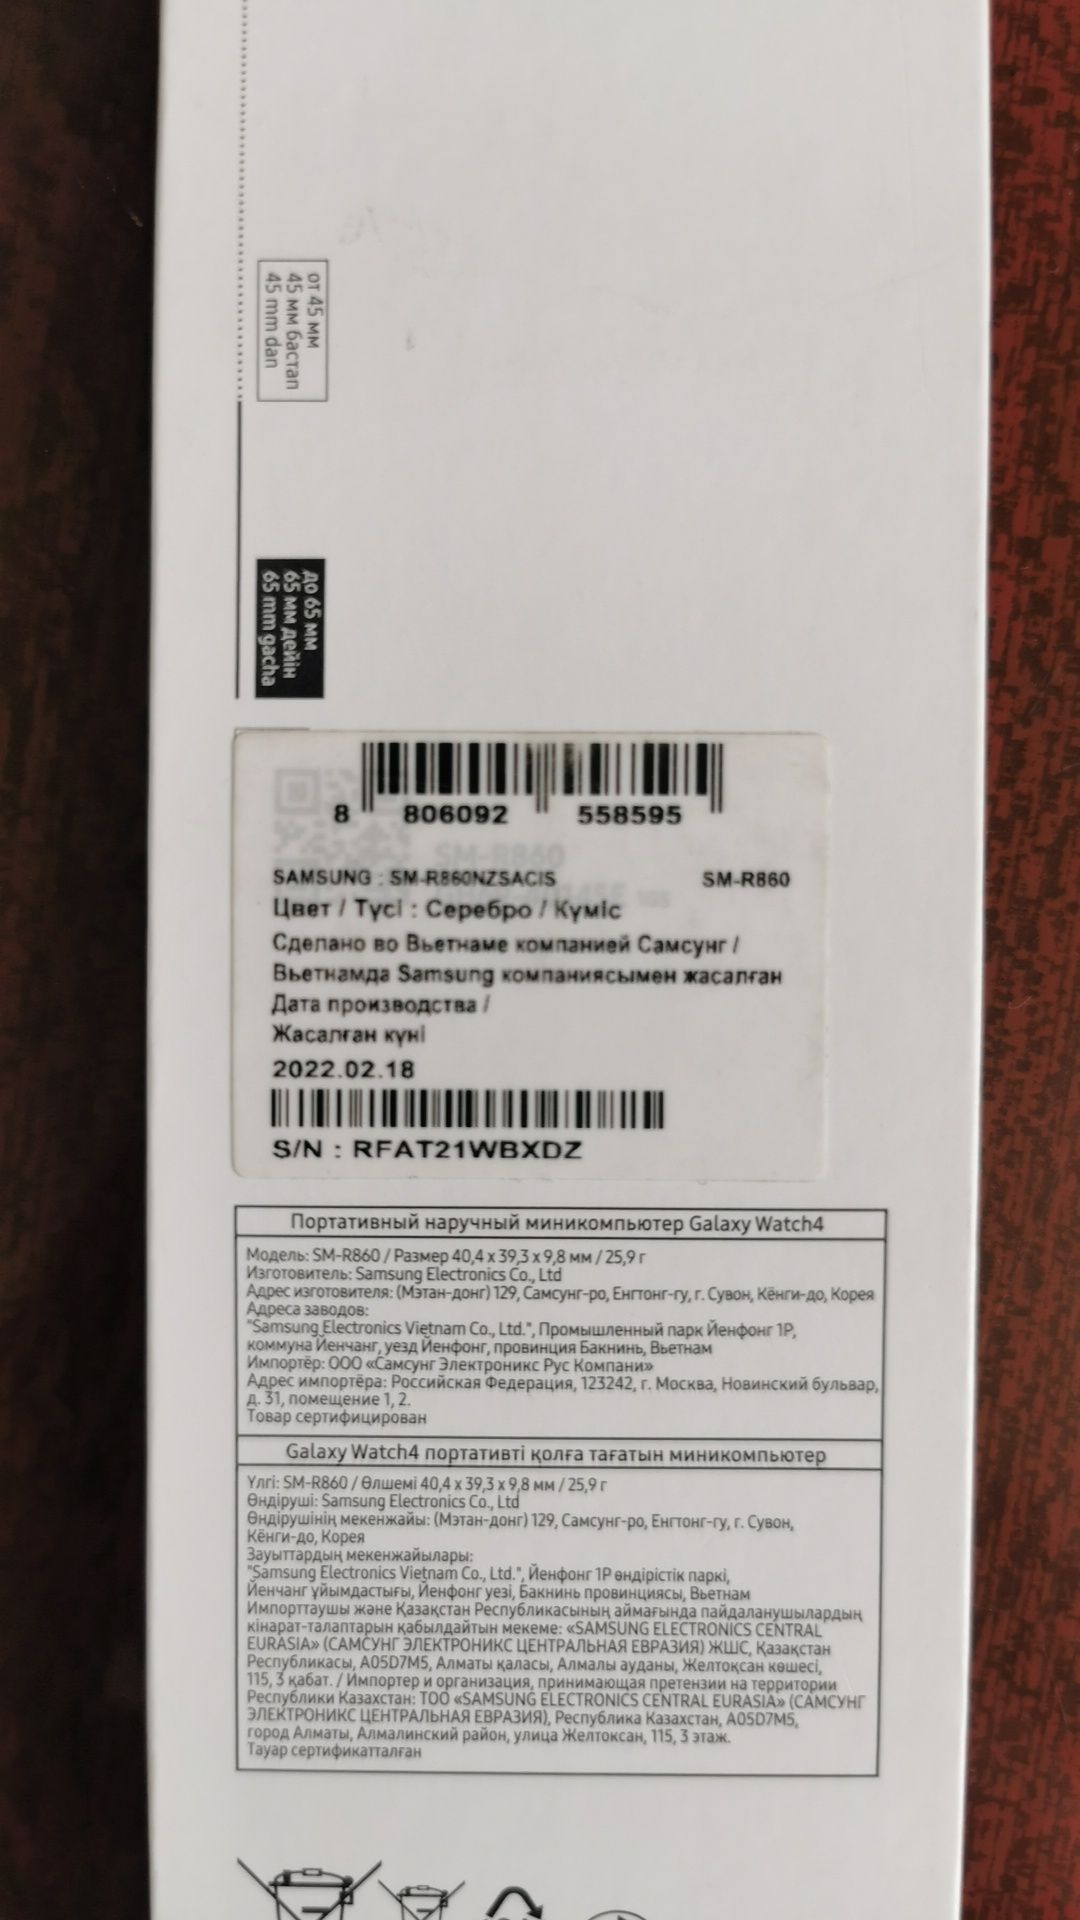 от 45 мм
45 мм бастап
45 mm dan
до 65 мм
65 мм дейін
65 mm gacha
8 806092 558595
SM-R860
SAMSUNG : SM-R860NZSACIS SM-R860
Цвет / Түсі : Серебро / Күміс
Сделано во Вьетнаме компанией Самсунг /
Вьетнамда Samsung компаниясымен жасалған
Дата производства /
Жасалған күні
2022.02.18
S/N : RFAT21WBXDZ
Портативный наручный миникомпьютер Galaxy Watch4
Модель: SM-R860 / Размер 40,4 x 39,3 x 9,8 мм / 25,9 г
Изготовитель: Samsung Electronics Co., Ltd
Адрес изготовителя: (Мэтан-донг) 129, Самсунг-ро, Енгтонг-гу, г. Сувон, Кёнги-до, Корея
Адреса заводов:
"Samsung Electronics Vietnam Co., Ltd.", Промышленный парк Йенфонг 1P,
коммуна Йенчанг, уезд Йенфонг, провинция Бакнинь, Вьетнам
Импортёр: ООО «Самсунг Электроникс Рус Компани»
Адрес импортёра: Российская Федерация, 123242, г. Москва, Новинский бульвар,
д. 31, помещение 1, 2.
Товар сертифицирован
Galaxy Watch4 портативті қолға тағатын миникомпьютер
Үлгі: SM-R860 / Өлшемі 40,4 x 39,3 x 9,8 мм / 25,9 г
Өндіруші: Samsung Electronics Co., Ltd
Өндірушінің мекенжайы: (Мэтан-донг) 129, Самсунг-ро, Енгтонг-гу, г. Сувон,
Кёнги-до, Корея
Зауыттардың мекенжайылары:
"Samsung Electronics Vietnam Co., Ltd.", Йенфонг 1P өндірістік паркі,
Йенчанг ұйымдастығы, Йенфонг уезі, Бакнинь провинциясы, Вьетнам
Импорттаушы және Қазақстан Республикасының аймағында пайдаланушылардың
кінарат-талаптарын қабылдайтын мекеме: «SAMSUNG ELECTRONICS CENTRAL
EURASIA» (САМСУНГ ЭЛЕКТРОНИКС ЦЕНТРАЛЬНАЯ ЕВРАЗИЯ) ЖШС, Қазақстан
Республикасы, A05D7M5, Алматы қаласы, Алмалы ауданы, Желтоқсан көшесі,
115, 3 қабат. / Импортер и организация, принимающая претензии на территории
Республики Казахстан: ТОО «SAMSUNG ELECTRONICS CENTRAL EURASIA» (САМСУНГ
ЭЛЕКТРОНИКС ЦЕНТРАЛЬНАЯ ЕВРАЗИЯ), Республика Казахстан, A05D7M5,
город Алматы, Алмалинский район, улица Желтоксан, 115, 3 этаж.
Тауар сертификатталған